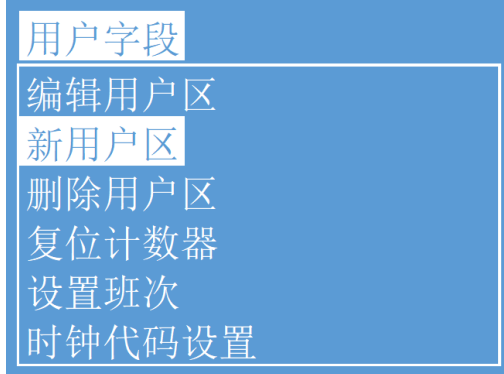 用户字段
编辑用户区
新用户区
删除用户区
复位计数器
设置班次
时钟代码设置